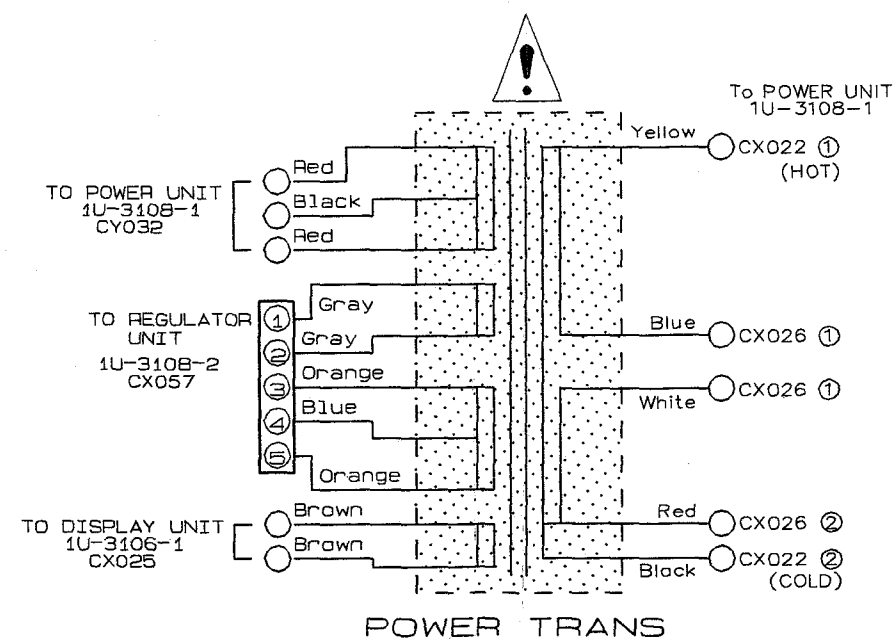 !
To POWER UNIT
1U-3108-1
Yellow
CX022 ①
(HOT)
TO POWER UNIT
1U-3108-1
CY032
Red
Black
Red
TO REGULATOR
UNIT
1U-3108-2
CX057
①
②
③
④
⑤
Gray
Gray
Orange
Blue
Orange
Blue
CX026 ①
White
CX026 ①
TO DISPLAY UNIT
1U-3106-1
CX025
Brown
Brown
Red
CX026 ②
Black
CX022 ②
(COLD)
POWER TRANS